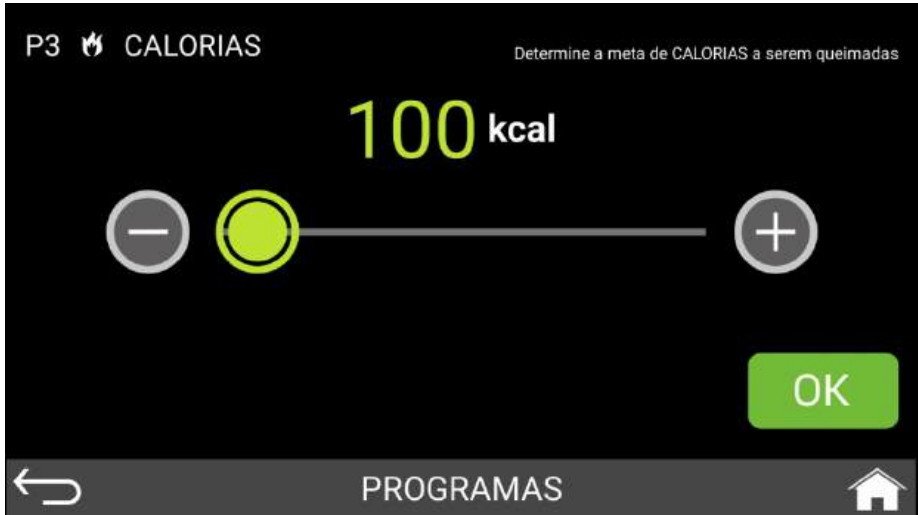 P3 CALORIAS
Determine a meta de CALORIAS a serem queimadas
100 kcal
OK
PROGRAMAS